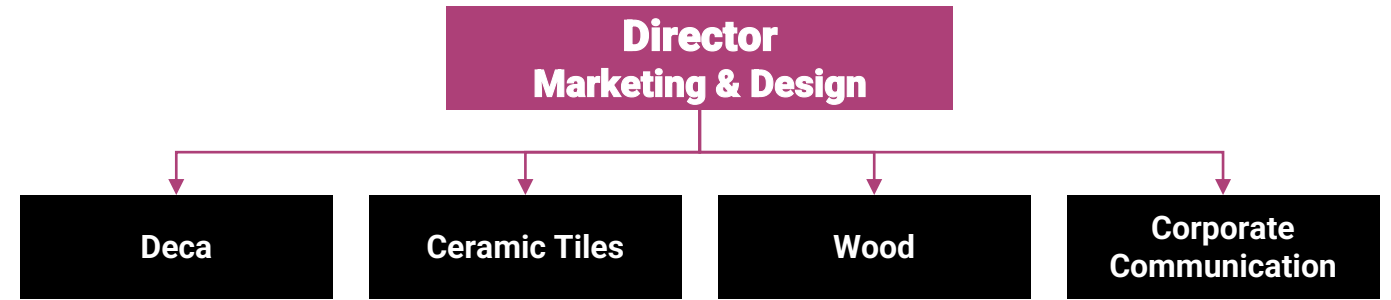 Director
Marketing & Design
Deca
Ceramic Tiles
Wood
Corporate
Communication